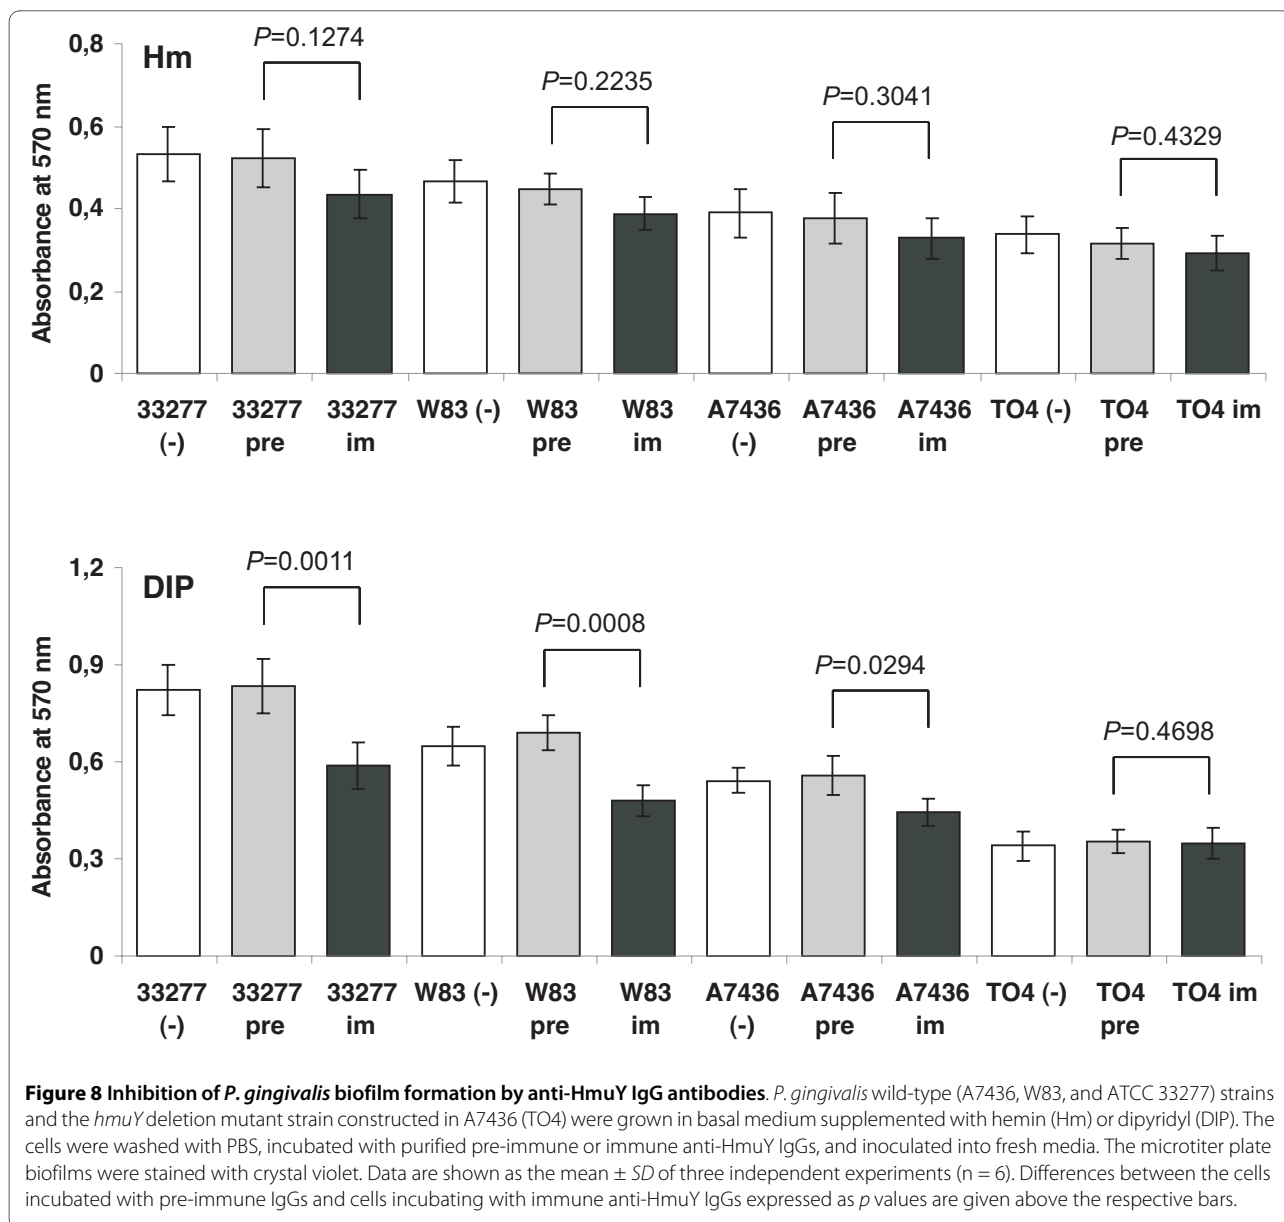 Hm
P=0.1274
P=0.2235
P=0.3041
P=0.4329
Absorbance at 570 nm
0,8
0,6
0,4
0,2
0
33277 (-)
33277 pre
33277 im
W83 (-)
W83 pre
W83 im
A7436 (-)
A7436 pre
A7436 im
TO4 (-)
TO4 pre
TO4 im
DIP
P=0.0011
P=0.0008
P=0.0294
P=0.4698
Absorbance at 570 nm
1,2
0,9
0,6
0,3
0
33277 (-)
33277 pre
33277 im
W83 (-)
W83 pre
W83 im
A7436 (-)
A7436 pre
A7436 im
TO4 (-)
TO4 pre
TO4 im
Figure 8 Inhibition of P. gingivalis biofilm formation by anti-HmuY IgG antibodies. P. gingivalis wild-type (A7436, W83, and ATCC 33277) strains
and the hmuY deletion mutant strain constructed in A7436 (TO4) were grown in basal medium supplemented with hemin (Hm) or dipyridyl (DIP). The
cells were washed with PBS, incubated with purified pre-immune or immune anti-HmuY IgGs, and inoculated into fresh media. The microtiter plate
biofilms were stained with crystal violet. Data are shown as the mean ± SD of three independent experiments (n = 6). Differences between the cells
incubated with pre-immune IgGs and cells incubating with immune anti-HmuY IgGs expressed as p values are given above the respective bars.